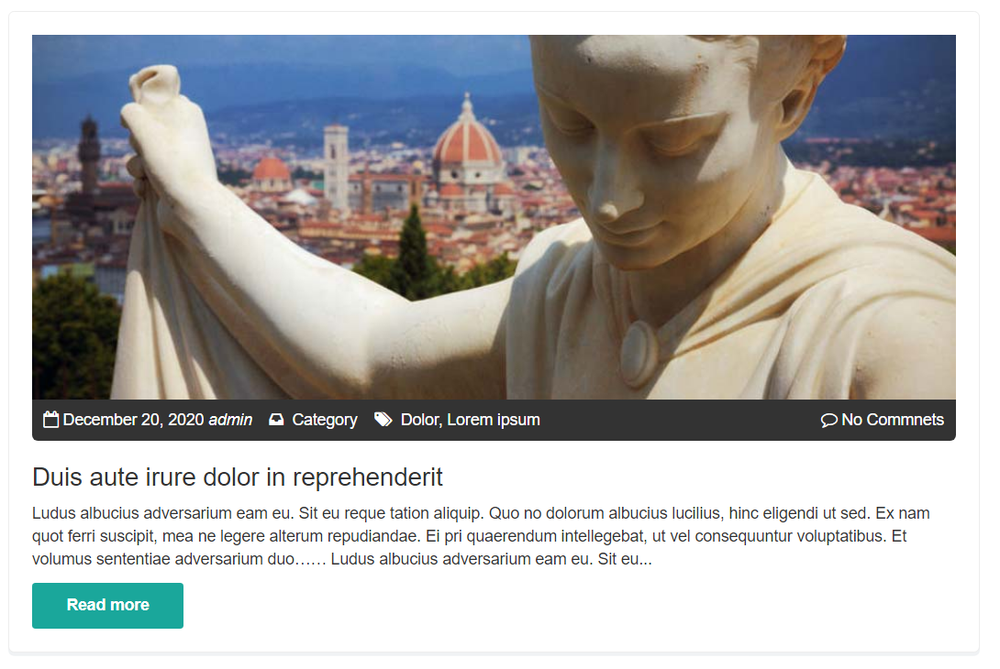 December 20, 2020 admin Category Dolor, Lorem ipsum No Commnets
Duis aute irure dolor in reprehenderit
Ludus albucius adversarium eam eu. Sit eu reque tation aliquip. Quo no dolorum albucius lucilius, hinc eligendi ut sed. Ex nam
quot ferri suscipit, mea ne legere alterum repudiandae. Ei pri quaerendum intellegebat, ut vel consequuntur voluptatibus. Et
volumus sententiae adversarium duo…… Ludus albucius adversarium eam eu. Sit eu...
Read more